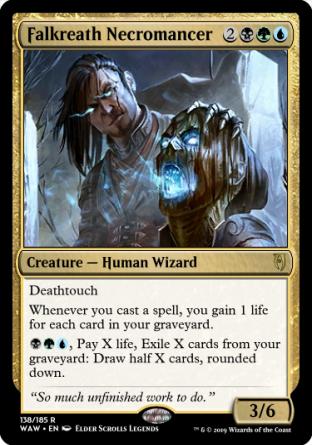 Falkreath Necromancer 2
Creature — Human Wizard
Deathtouch
Whenever you cast a spell, you gain 1 life
for each card in your graveyard.
, Pay X life, Exile X cards from your
graveyard: Draw half X cards, rounded
down.
“So much unfinished work to do.”
3/6
138/185 R
WAW • EN ELDER SCROLLS LEGENDS
™ & © 2019 Wizards of the Coast